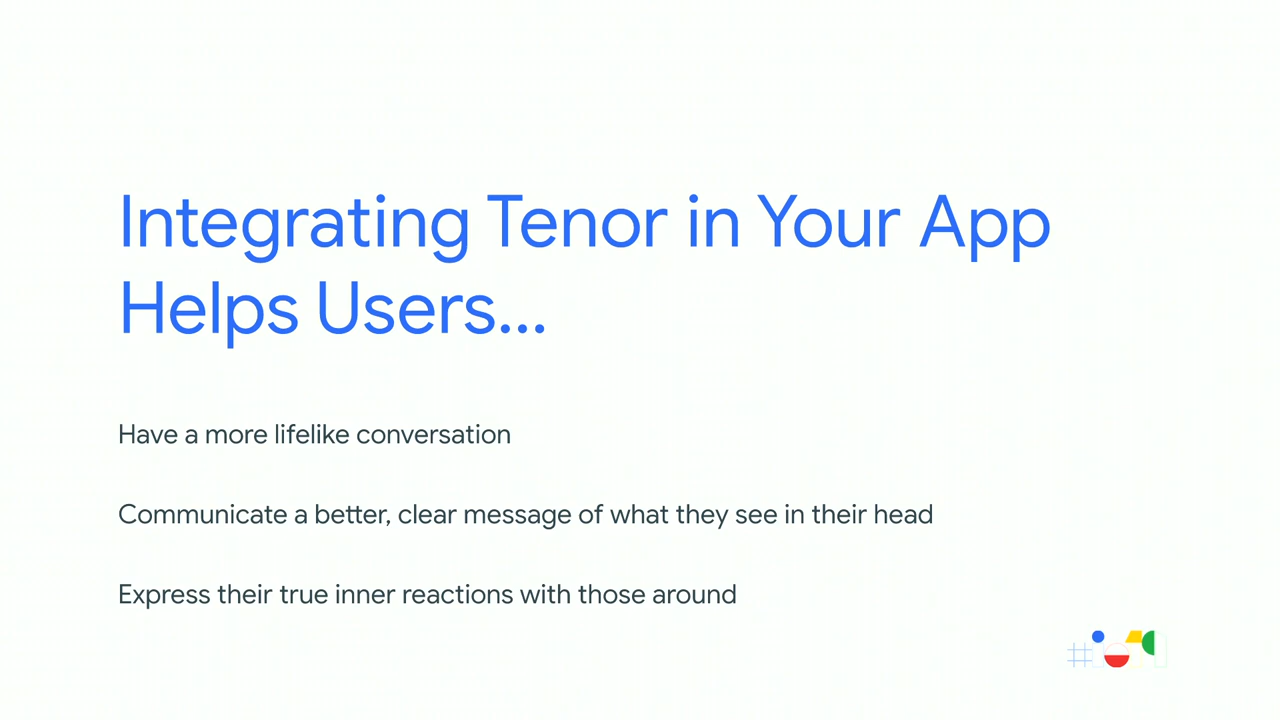 Integrating Tenor in Your App
Helps Users...
Have a more lifelike conversation
Communicate a better, clear message of what they see in their head
Express their true inner reactions with those around